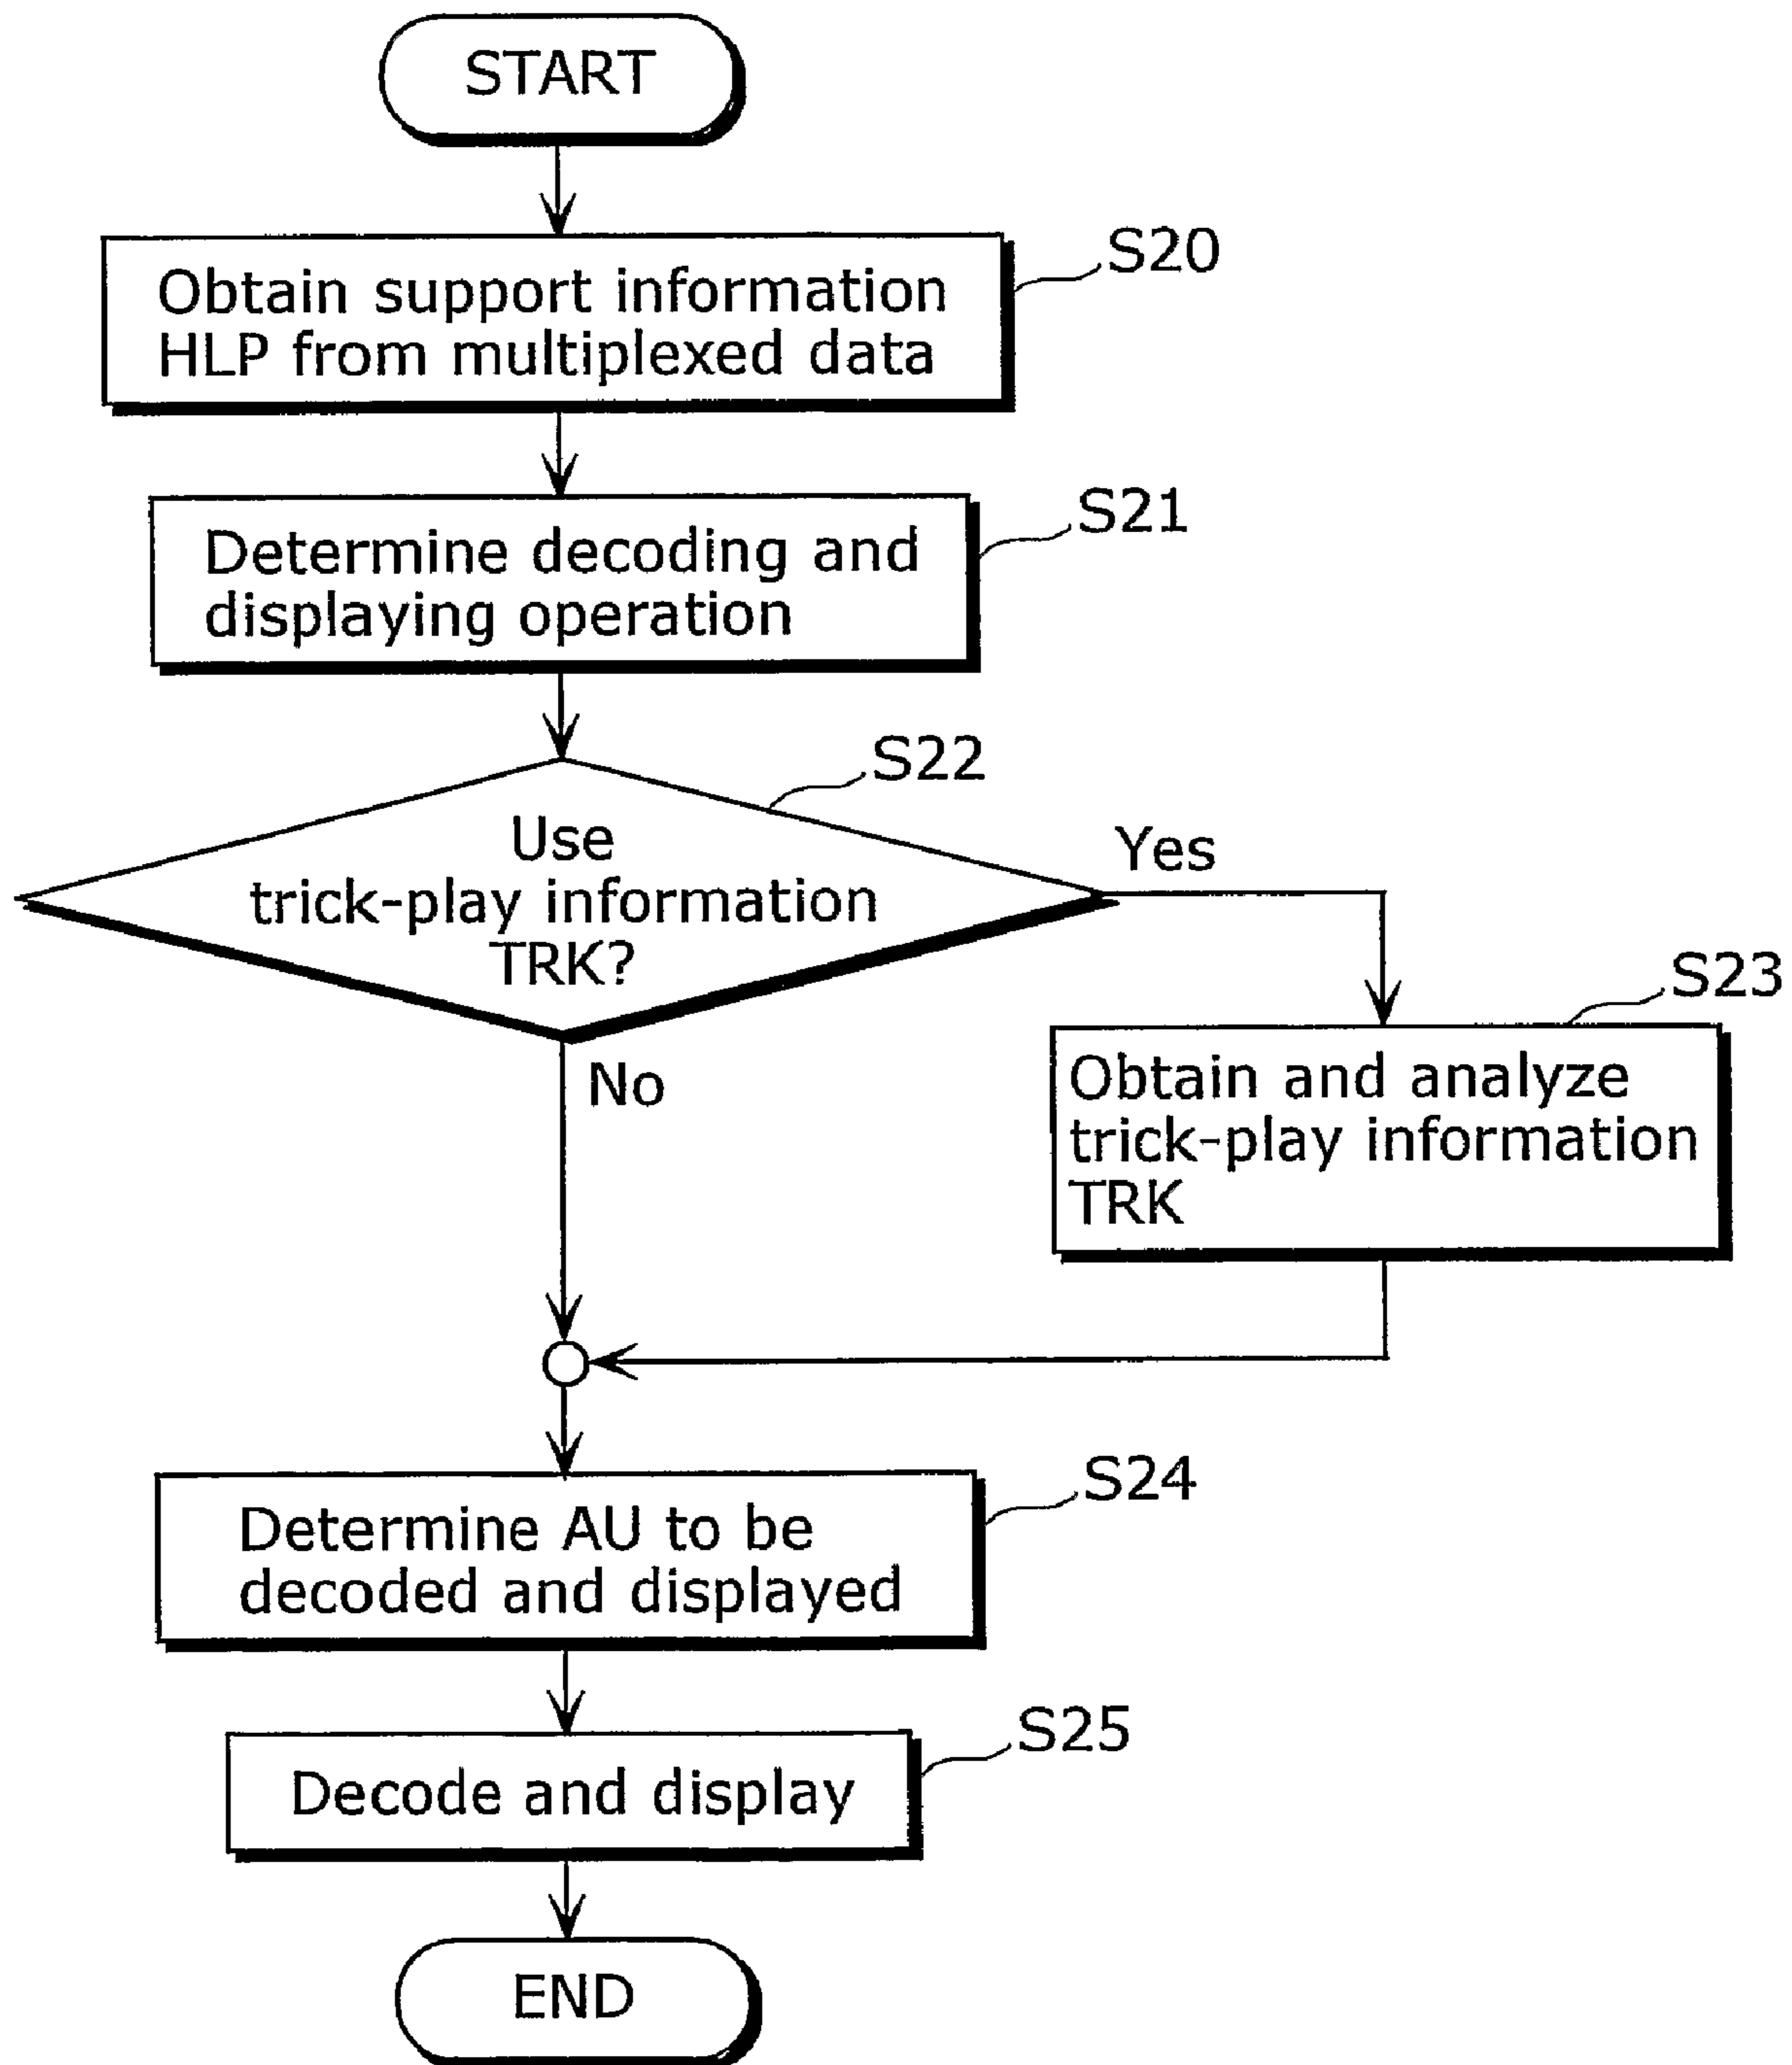 START
S20
Obtain support information
HLP from multiplexed data
S21
Determine decoding and
displaying operation
S22
Use
trick-play information
TRK?
Yes
No
S23
Obtain and analyze
trick-play information
TRK
S24
Determine AU to be
decoded and displayed
S25
Decode and display
END